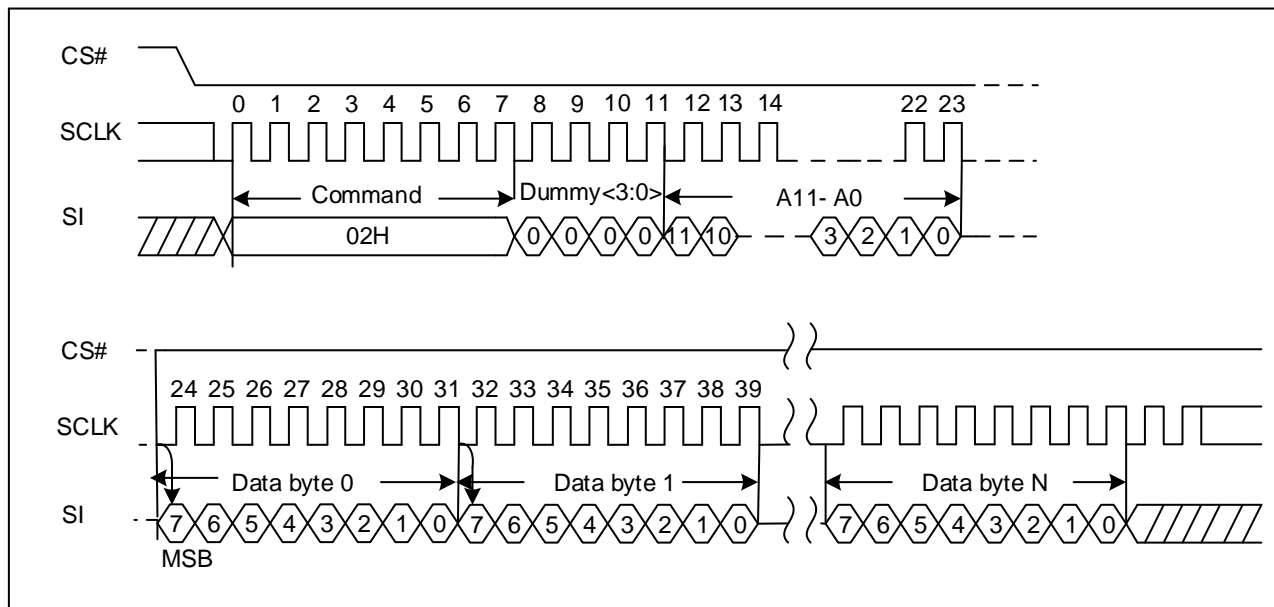 CS#
0 1 2 3 4 5 6 7 8 9 10 11 12 13 14 22 23
SCLK
Command Dummy<3:0> A11- A0
SI
02H 0 0 0 0 11 10 3 2 1 0
CS#
24 25 26 27 28 29 30 31 32 33 34 35 36 37 38 39
SCLK
Data byte 0 Data byte 1 Data byte N
SI
7 6 5 4 3 2 1 0 7 6 5 4 3 2 1 0 7 6 5 4 3 2 1 0
MSB